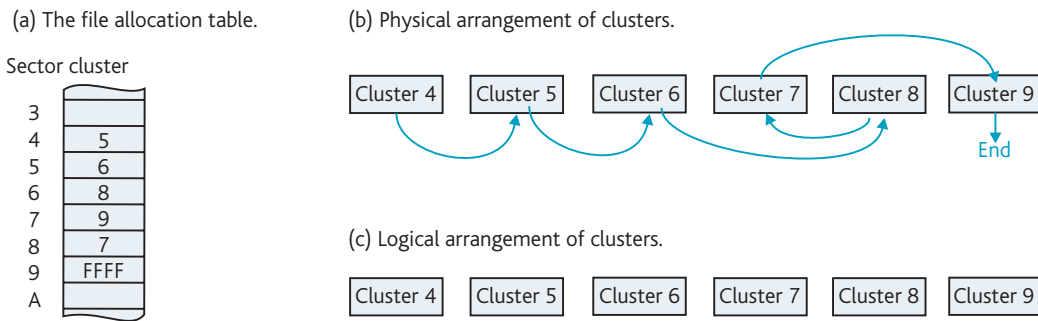 (a) The file allocation table.
Sector cluster
3
4 5
5 6
6 8
7 9
8 7
9 FFFF
A
(b) Physical arrangement of clusters.
Cluster 4 Cluster 5 Cluster 6 Cluster 7 Cluster 8 Cluster 9
End
(c) Logical arrangement of clusters.
Cluster 4 Cluster 5 Cluster 6 Cluster 7 Cluster 8 Cluster 9